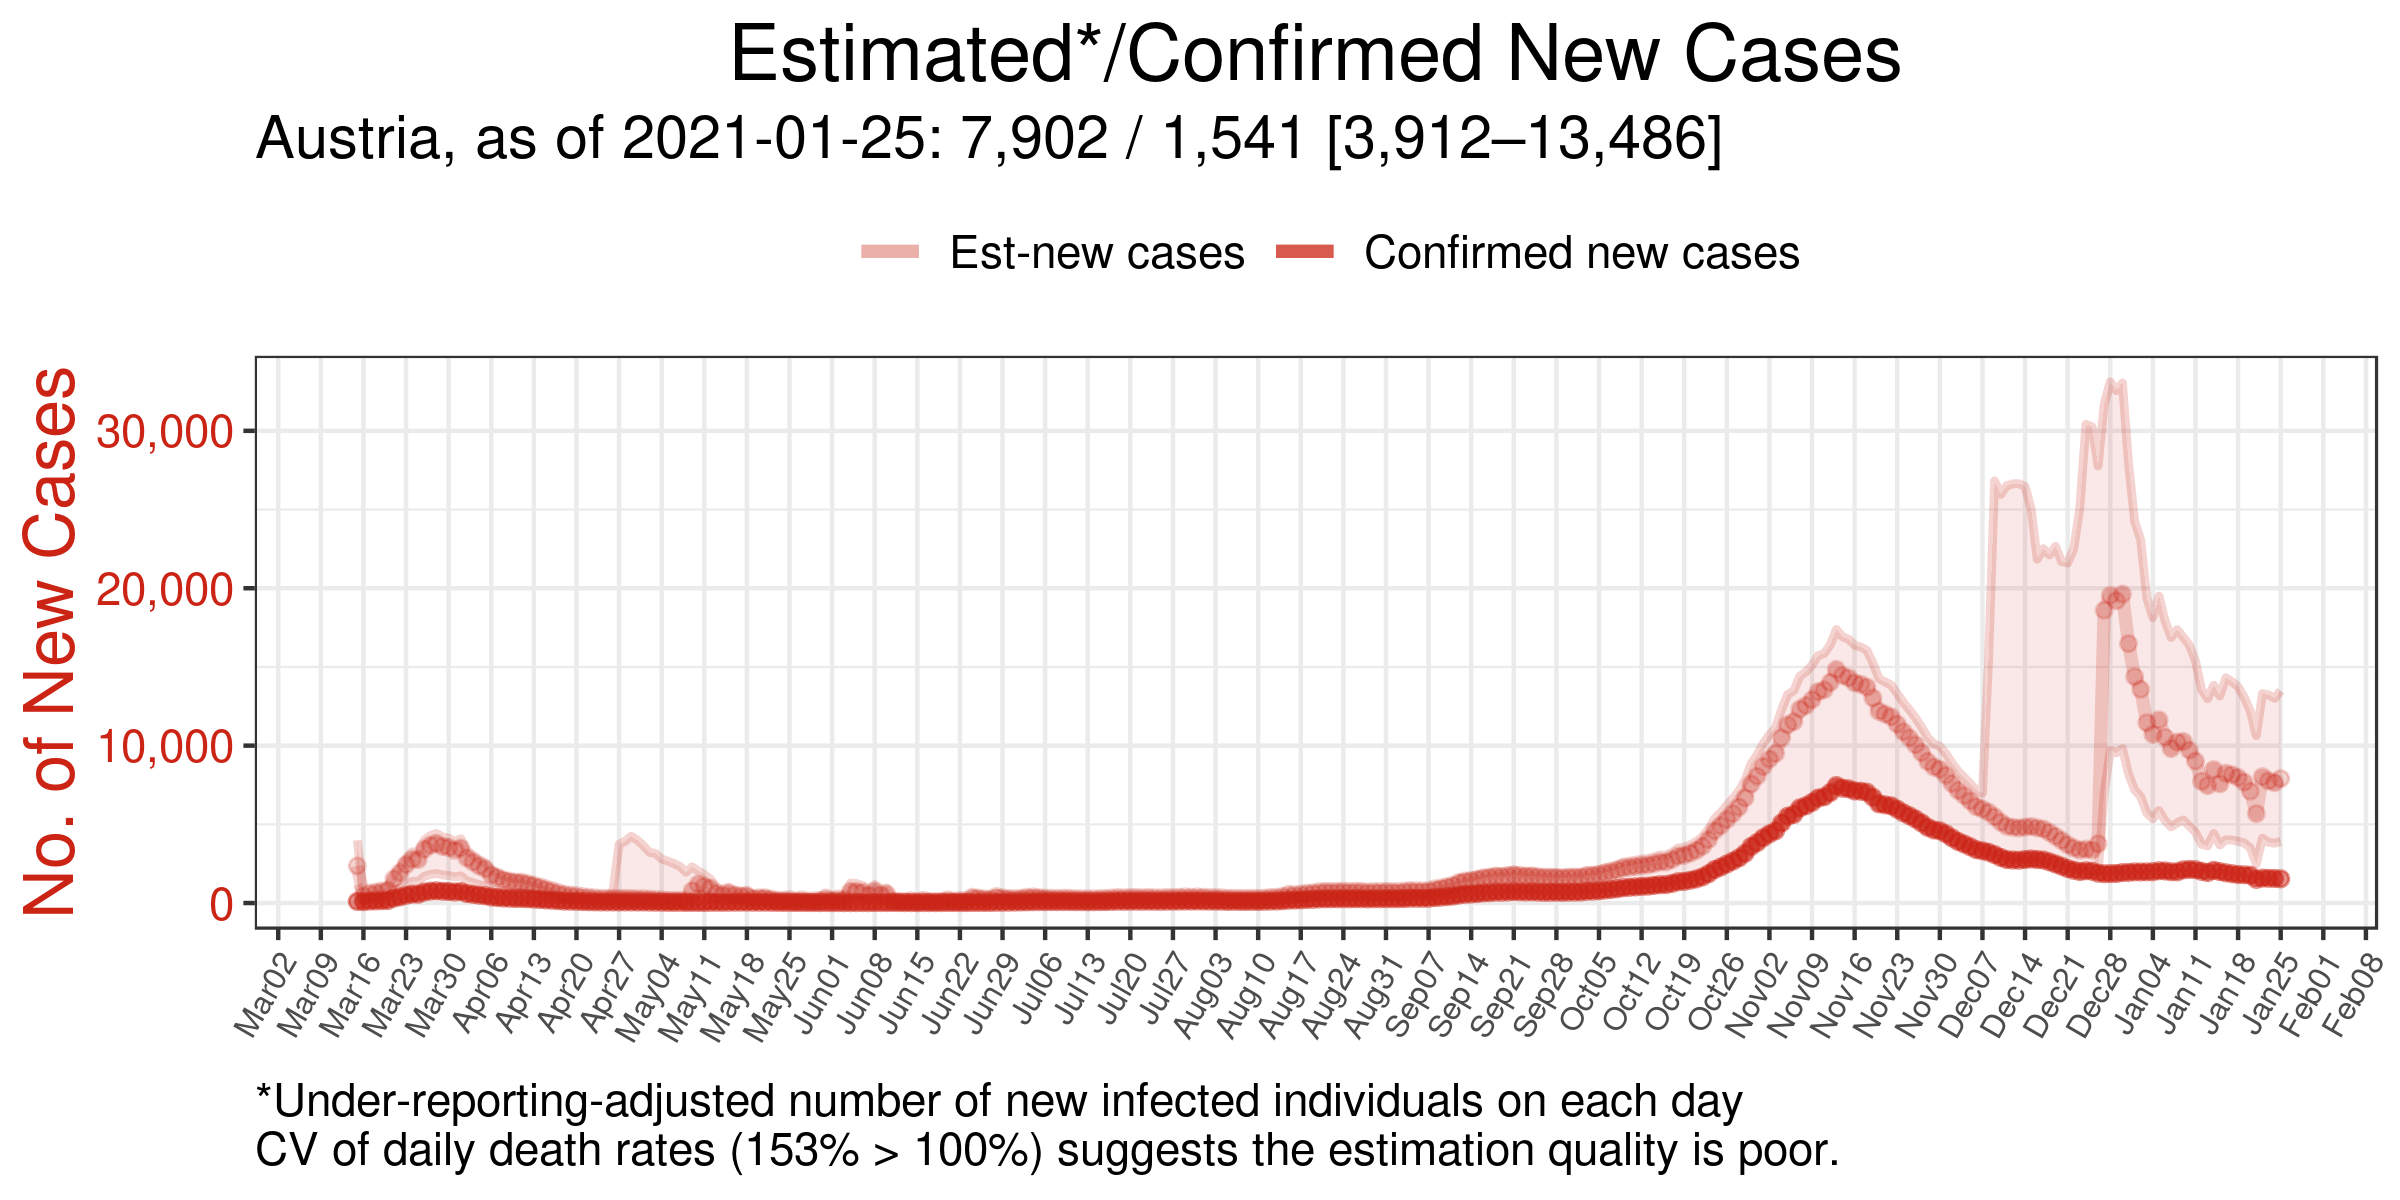 Estimated*/Confirmed New Cases
Austria, as of 2021-01-25: 7,902 / 1,541 [3,912–13,486]
Est-new cases Confirmed new cases
No. of New Cases
30,000
20,000
10,000
0
Mar02 Mar09 Mar16 Mar23 Mar30 Apr06 Apr13 Apr20 Apr27 May04 May11 May18 May25 Jun01 Jun08 Jun15 Jun22 Jun29 Jul06 Jul13 Jul20 Jul27 Aug03 Aug10 Aug17 Aug24 Aug31 Sep07 Sep14 Sep21 Sep28 Oct05 Oct12 Oct19 Oct26 Nov02 Nov09 Nov16 Nov23 Nov30 Dec07 Dec14 Dec21 Dec28 Jan04 Jan11 Jan18 Jan25 Feb01 Feb08
*Under-reporting-adjusted number of new infected individuals on each day
CV of daily death rates (153% > 100%) suggests the estimation quality is poor.